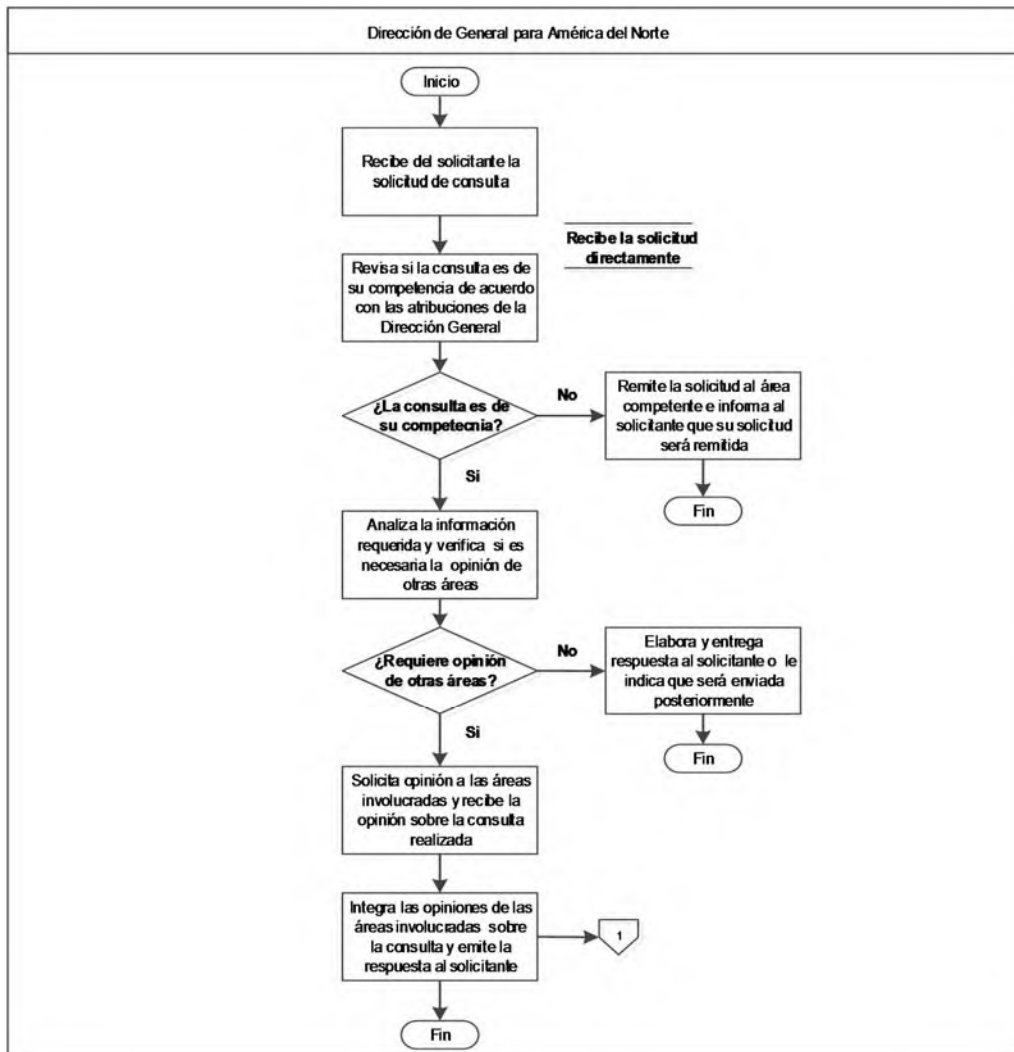 Dirección de General para América del Norte
Inicio
Recibe del solicitante la
solicitud de consulta
Recibe la solicitud
directamente
Revisa si la consulta es de
su competencia de acuerdo
con las atribuciones de la
Dirección General
¿La consulta es de
su competecnia?
No
Remite la solicitud al área
competente e informa al
solicitante que su solicitud
será remitida
Fin
Si
Analiza la información
requerida y verifica si es
necesaria la opinión de
otras áreas
¿Requiere opinión
de otras áreas?
No
Elabora y entrega
respuesta al solicitante o le
indica que será enviada
posteriormente
Fin
Si
Solicita opinión a las áreas
involucradas y recibe la
opinión sobre la consulta
realizada
Integra las opiniones de las
áreas involucradas sobre
la consulta y emite la
respuesta al solicitante
1
Fin